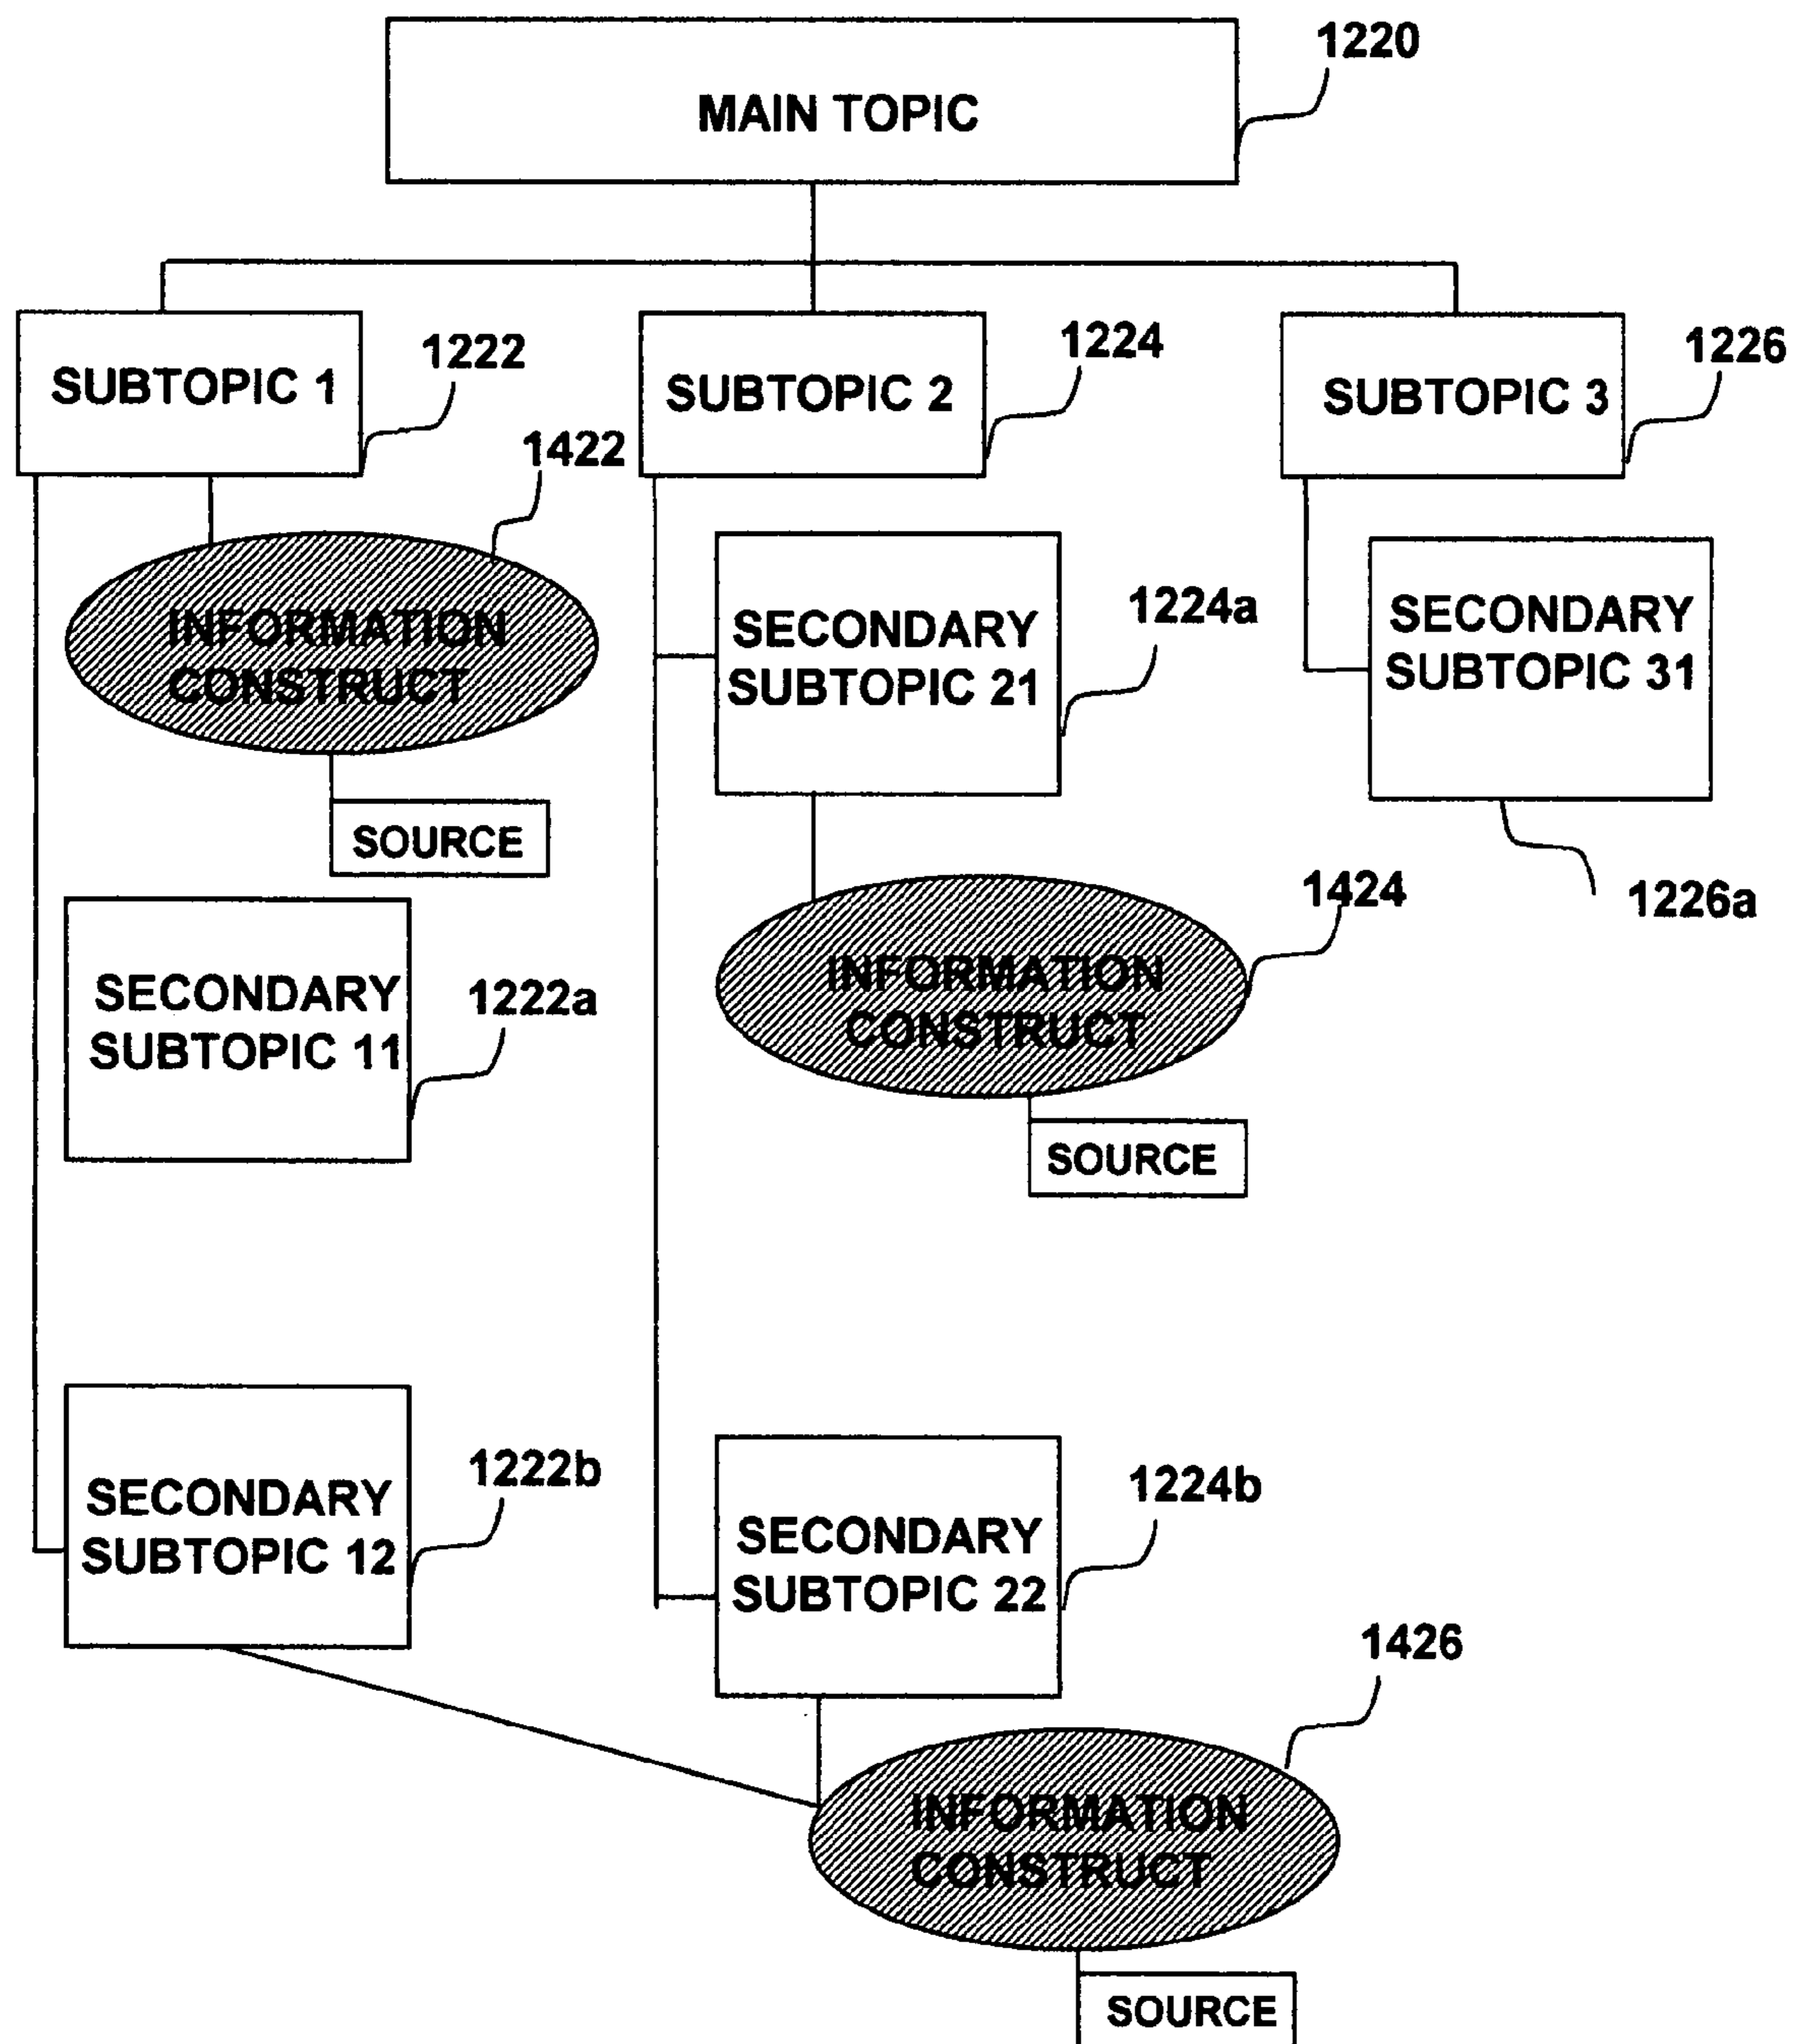 1220
MAIN TOPIC
SUBTOPIC 1
1222
SUBTOPIC 2
1224
SUBTOPIC 3
1226
1422
INFORMATION
CONSTRUCT
SOURCE
SECONDARY
SUBTOPIC 21
1224a
SECONDARY
SUBTOPIC 31
1226a
INFORMATION
CONSTRUCT
1424
SOURCE
SECONDARY
SUBTOPIC 11
1222a
SECONDARY
SUBTOPIC 12
1222b
SECONDARY
SUBTOPIC 22
1224b
1426
INFORMATION
CONSTRUCT
SOURCE